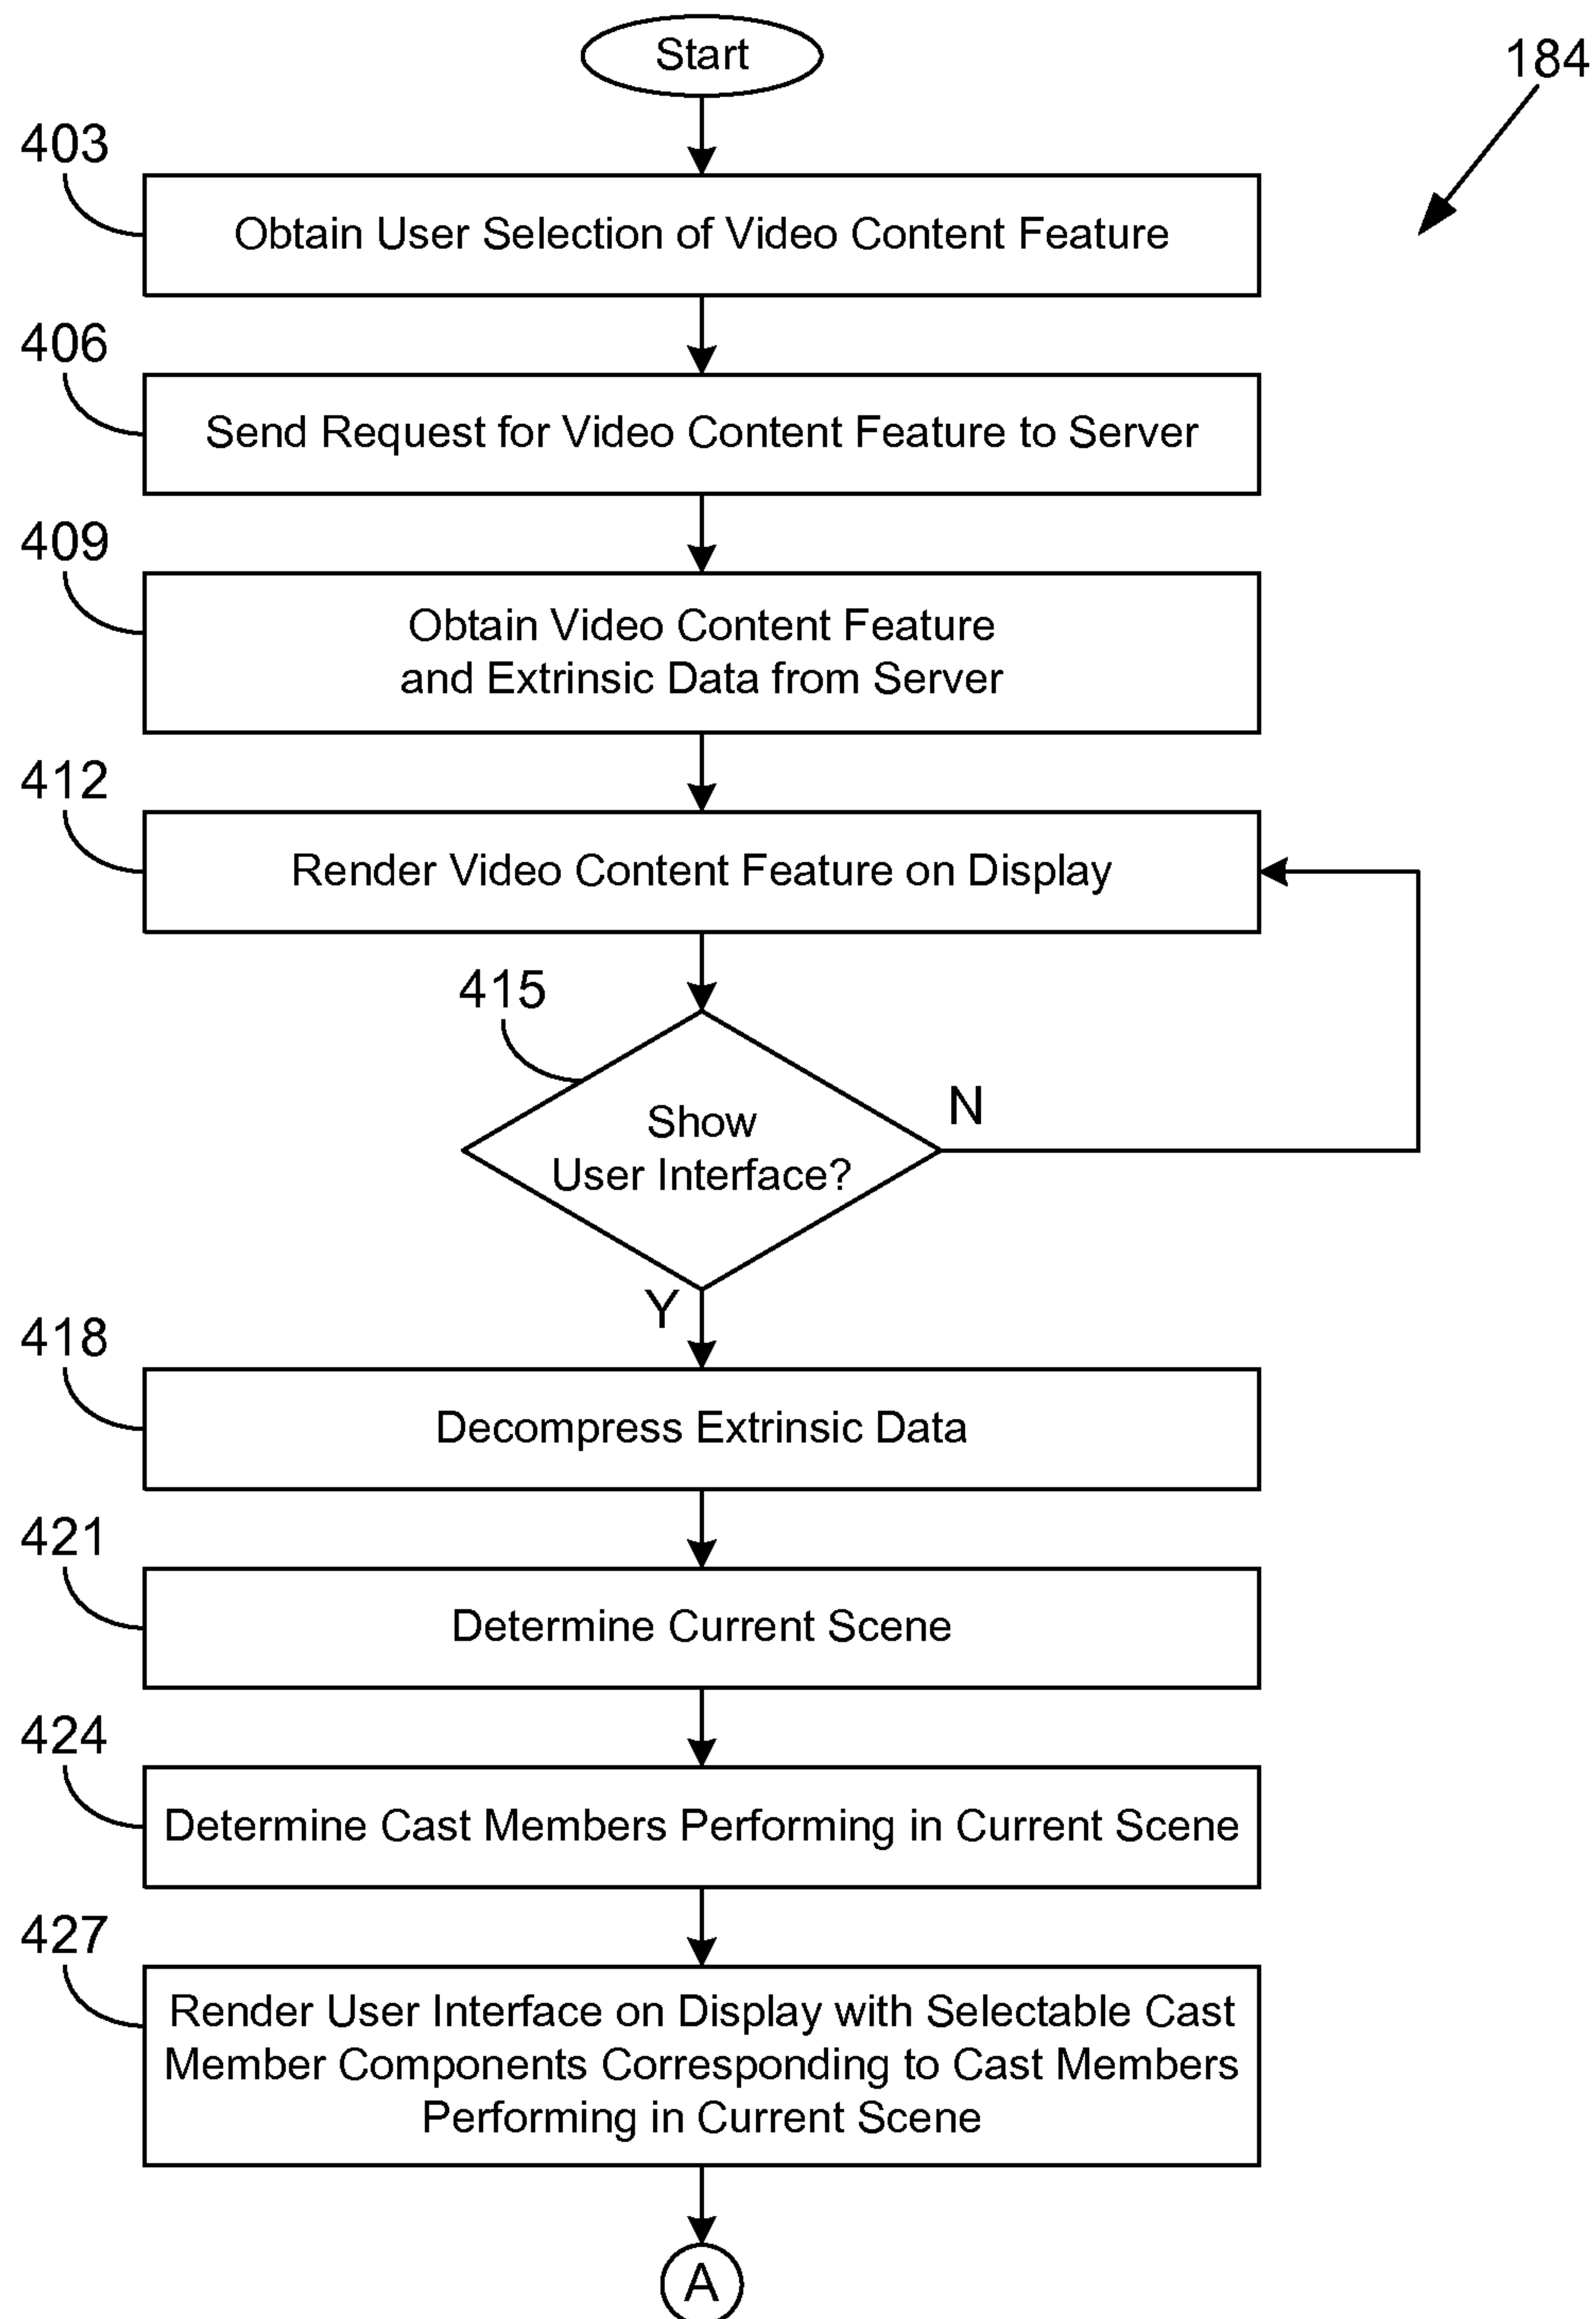 Start
184
403
Obtain User Selection of Video Content Feature
406
Send Request for Video Content Feature to Server
409
Obtain Video Content Feature
and Extrinsic Data from Server
412
Render Video Content Feature on Display
415
Show
User Interface?
N
Y
418
Decompress Extrinsic Data
421
Determine Current Scene
424
Determine Cast Members Performing in Current Scene
427
Render User Interface on Display with Selectable Cast
Member Components Corresponding to Cast Members
Performing in Current Scene
A